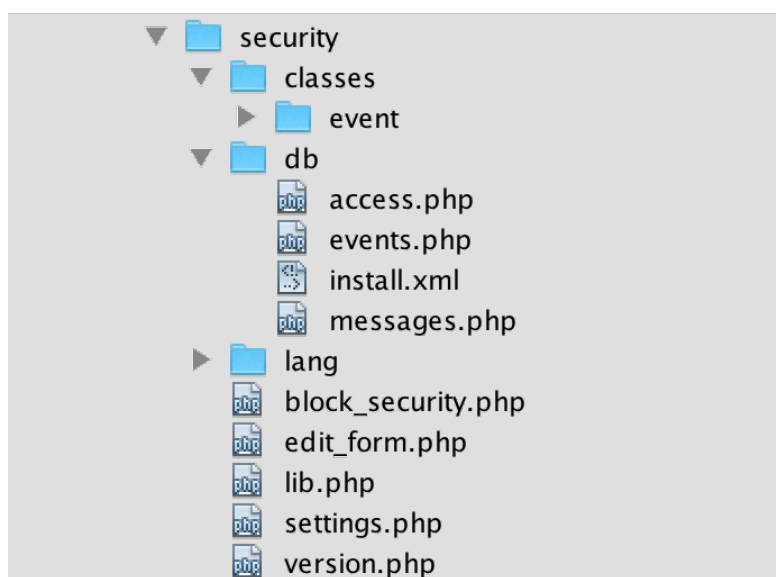 security
classes
event
db
access.php
events.php
install.xml
messages.php
lang
block_security.php
edit_form.php
lib.php
settings.php
version.php